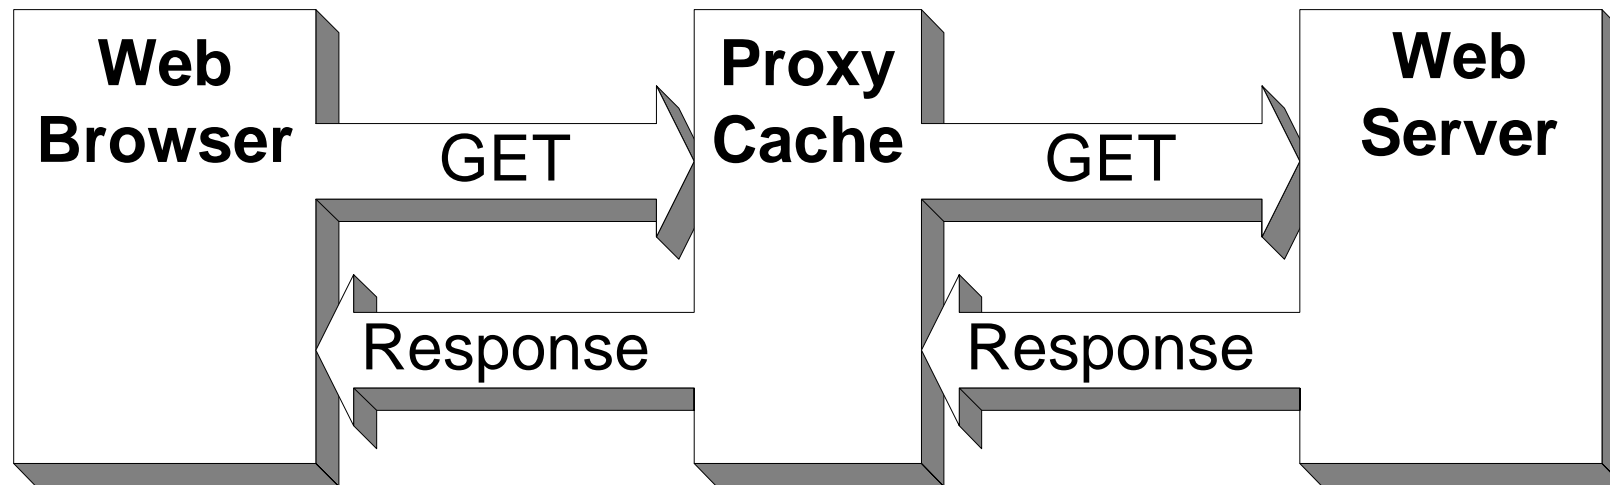 Web
Browser
GET
Response
Proxy
Cache
GET
Response
Web
Server